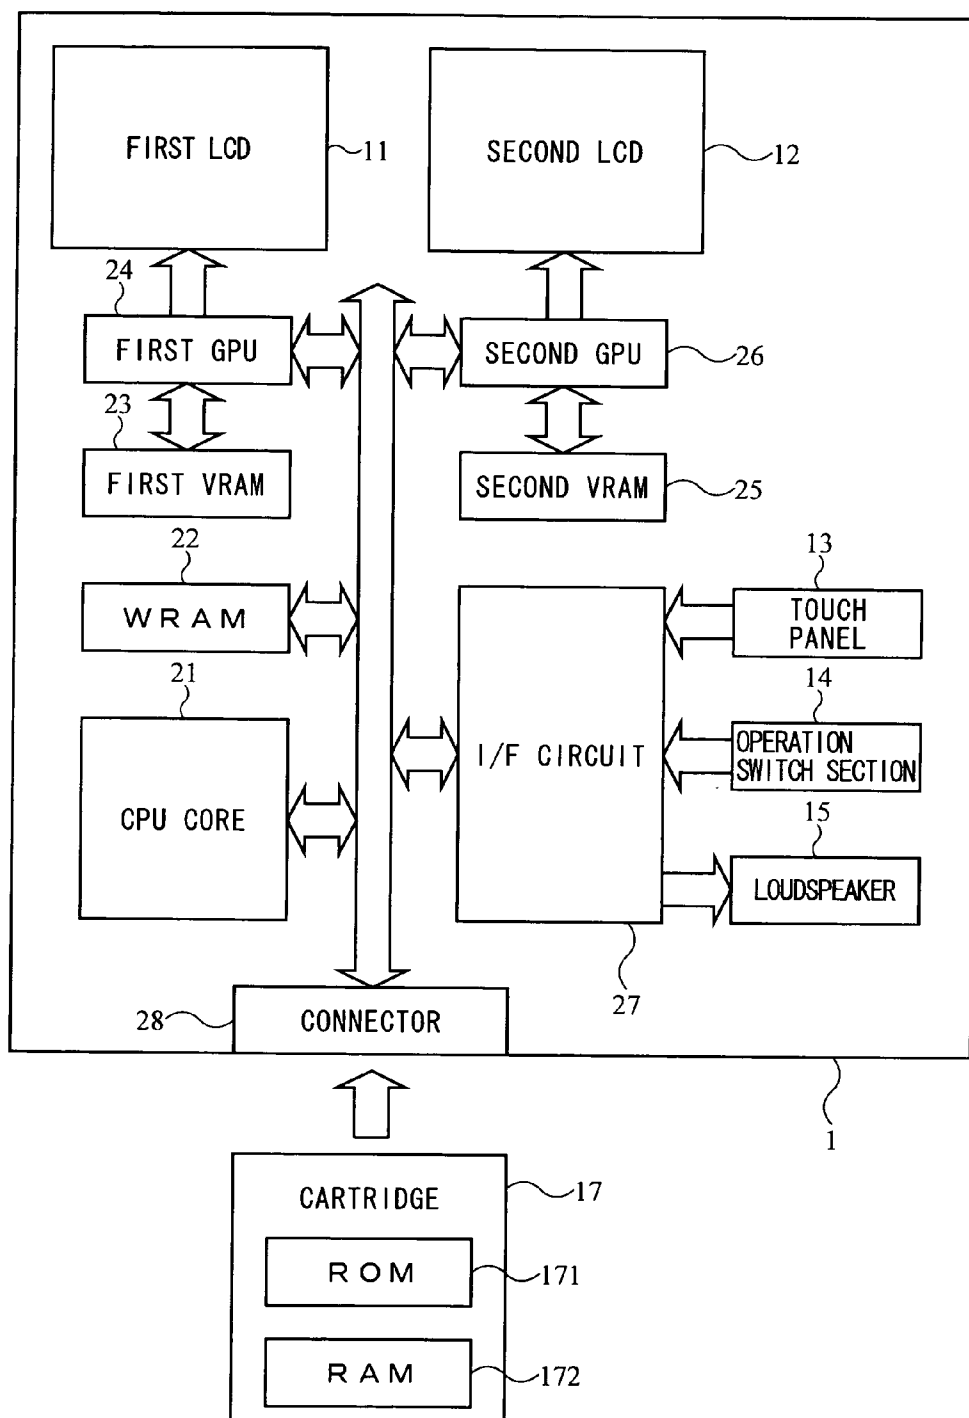 FIRST LCD
11
SECOND LCD
12
24
FIRST GPU
SECOND GPU
26
23
FIRST VRAM
SECOND VRAM
25
22
WRAM
13
TOUCH
PANEL
21
CPU CORE
I/F CIRCUIT
14
OPERATION
SWITCH SECTION
15
LOUDSPEAKER
27
28
CONNECTOR
1
CARTRIDGE
17
ROM
171
RAM
172